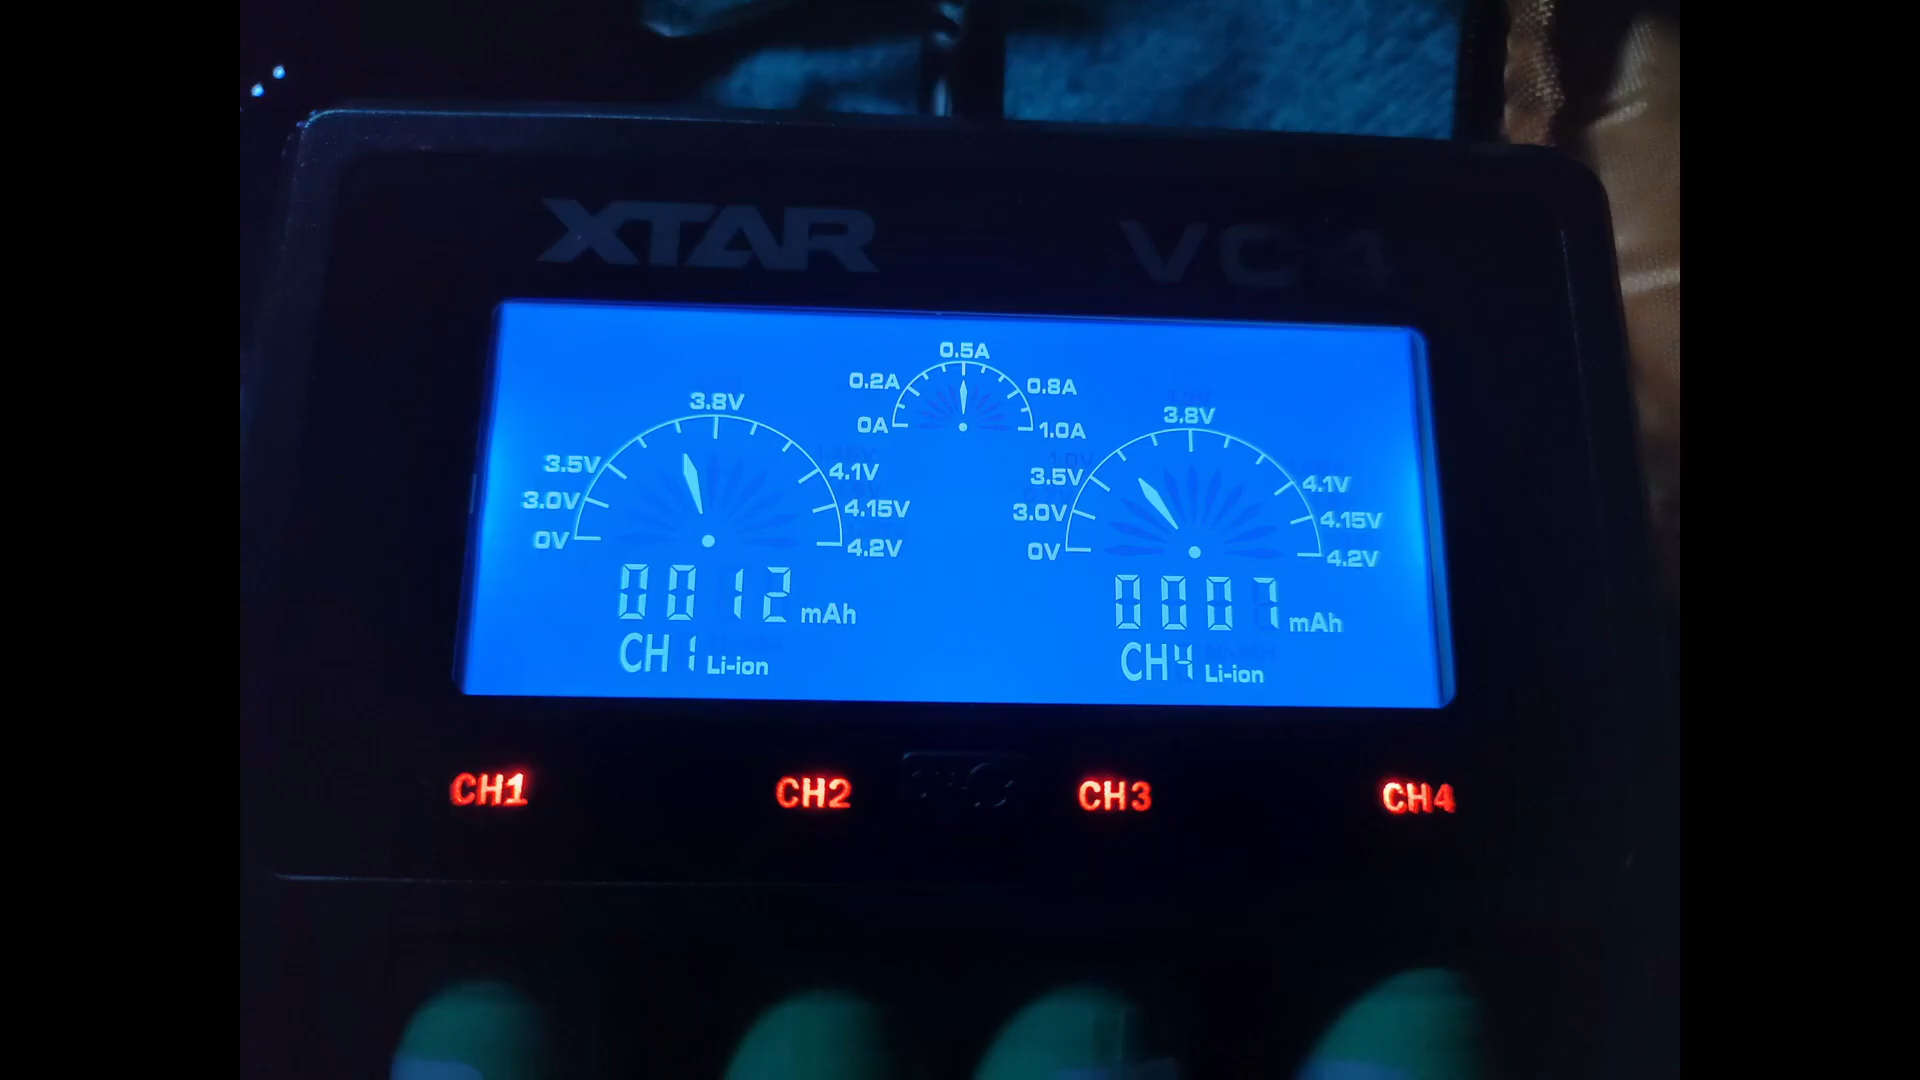 XTAR VC4
0.5A
0.2A 0.8A
0A 1.0A
3.8V
3.5V 4.1V
3.0V 4.15V
0V 4.2V
0012 mAh
CH1 Li-ion
3.8V
3.5V 4.1V
3.0V 4.15V
0V 4.2V
0007 mAh
CH4 Li-ion
CH1 CH2 CH3 CH4